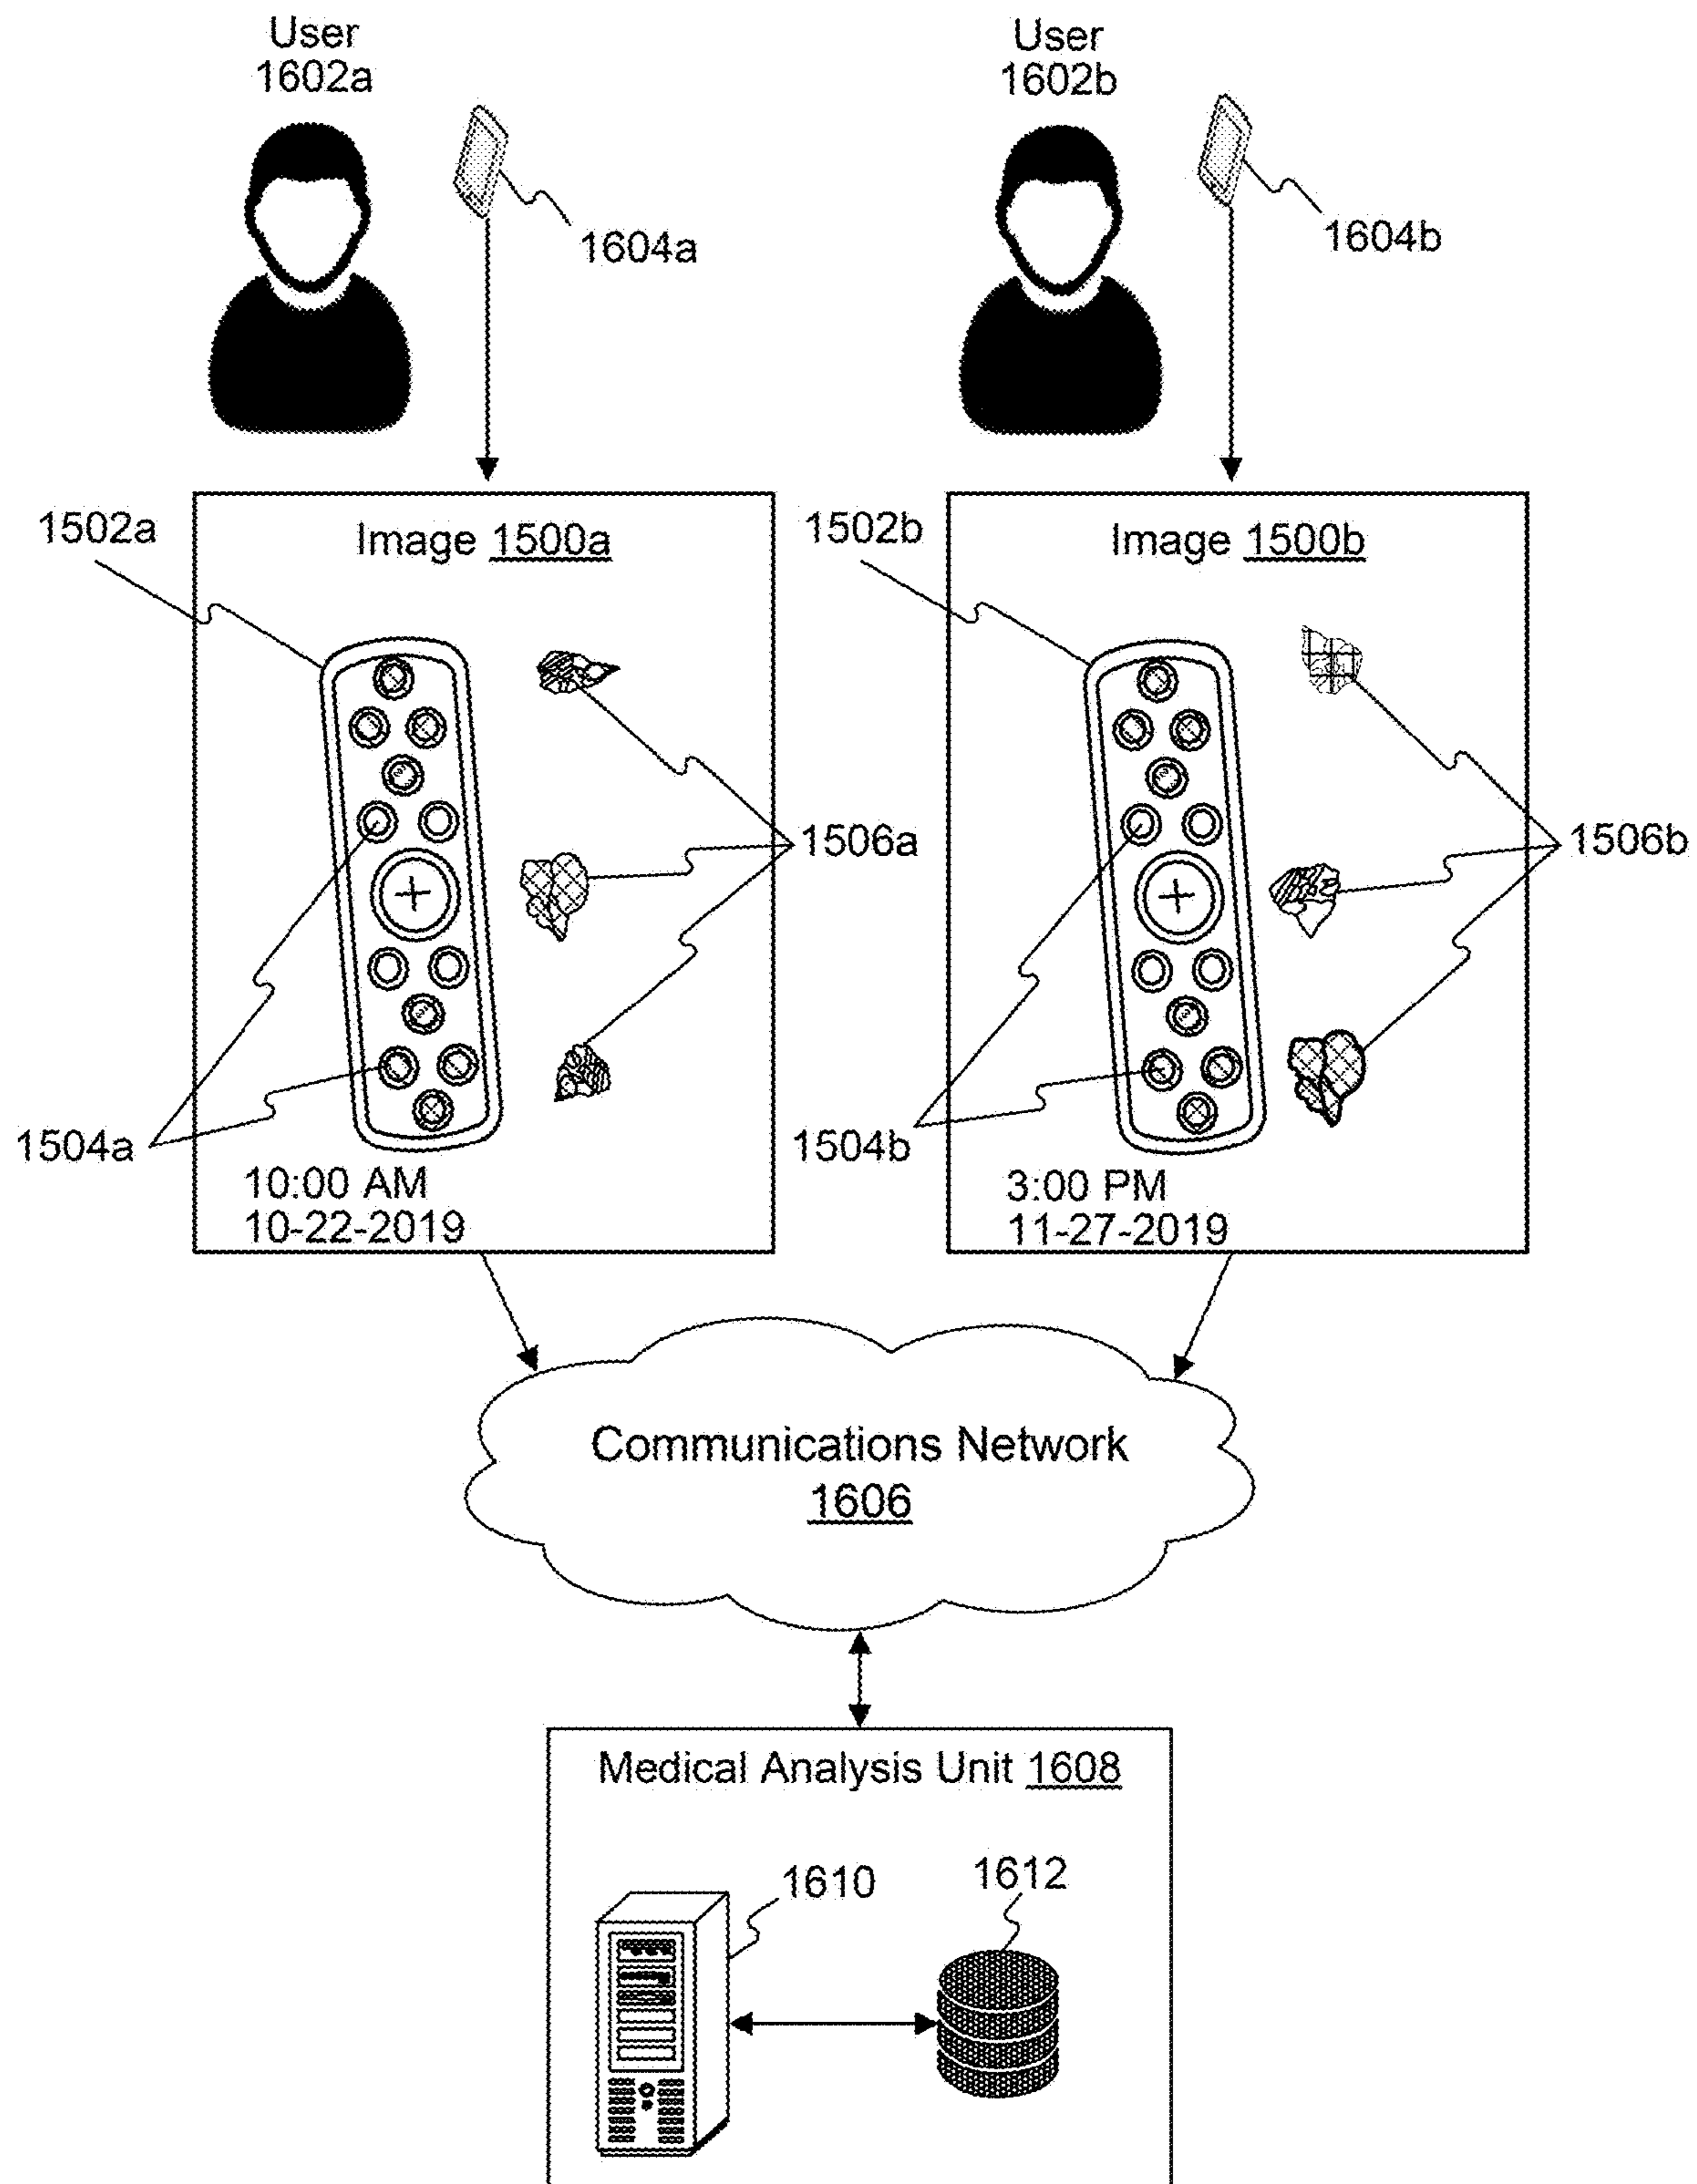 User
1602a
User
1602b
1604a
1604b
1502a
Image 1500a
1502b
Image 1500b
1506a
1506b
1504a
1504b
10:00 AM
10-22-2019
3:00 PM
11-27-2019
Communications Network
1606
Medical Analysis Unit 1608
1610
1612